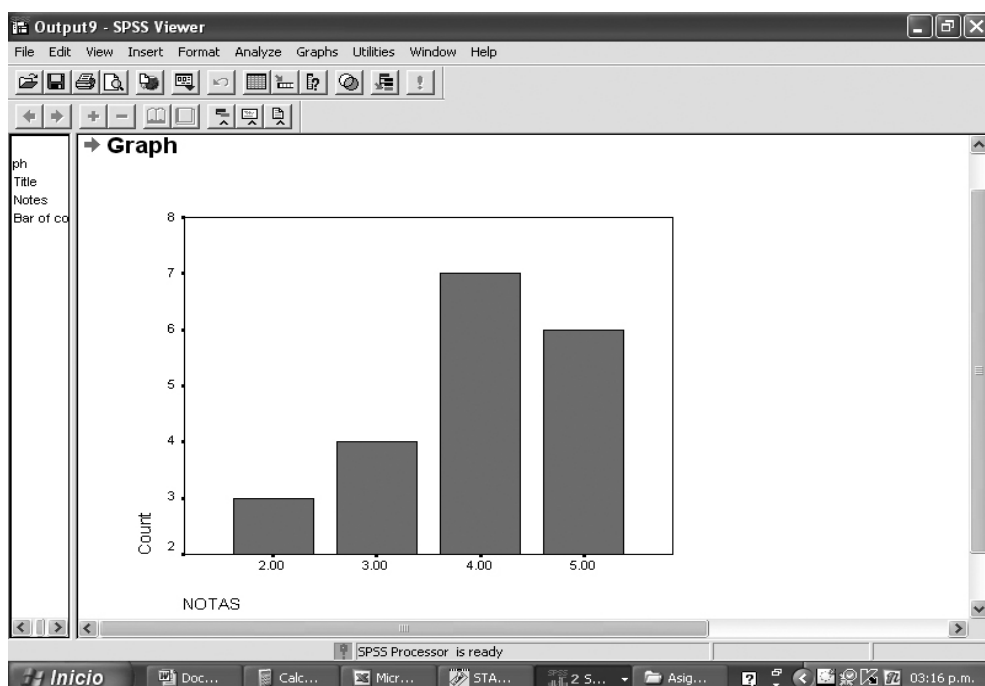 Output9 - SPSS Viewer
File Edit View Insert Format Analyze Graphs Utilities Window Help
ph
Title
Notes
Bar of co
Graph
8
7
6
5
4
3
2
Count
2.00 3.00 4.00 5.00
NOTAS
SPSS Processor is ready
Inicio Doc... Calc... Micr... STA... 2 S... Asig... 03:16 p.m.